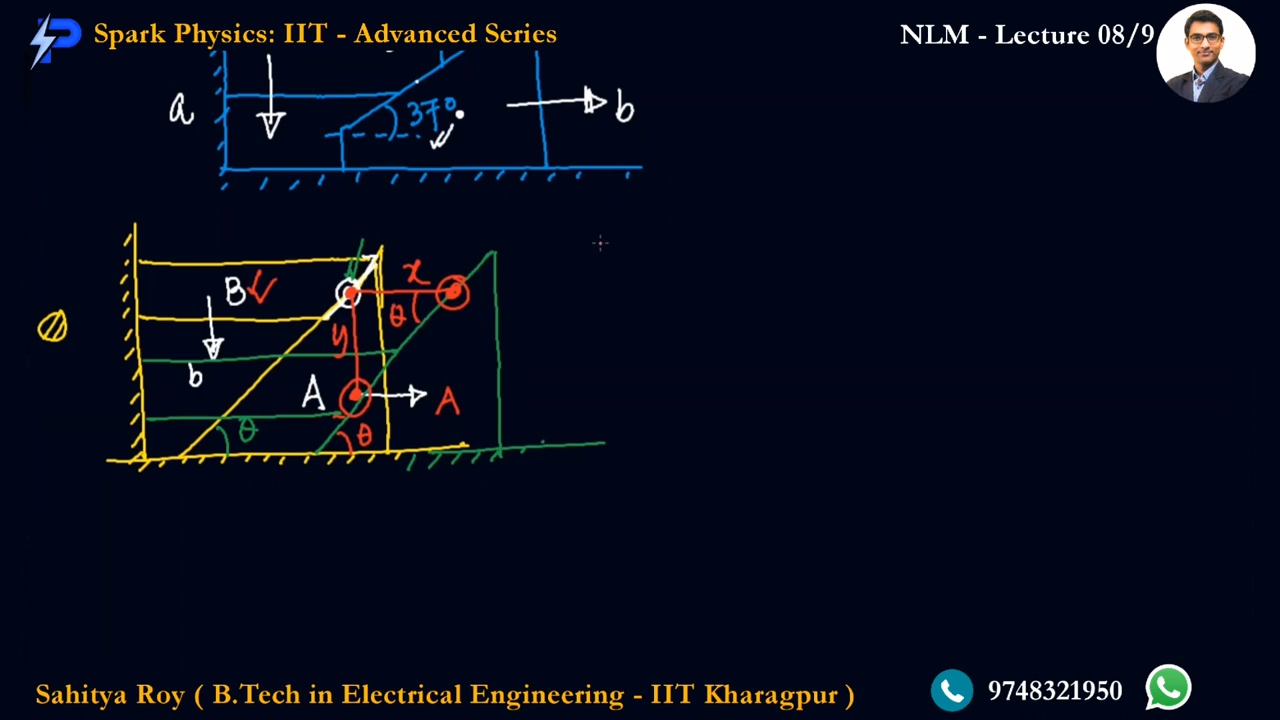 Spark Physics: IIT - Advanced Series
NLM - Lecture 08/9
a
37°
b
B
x
θ
y
b
A
A
θ
θ
Sahitya Roy ( B.Tech in Electrical Engineering - IIT Kharagpur )
9748321950